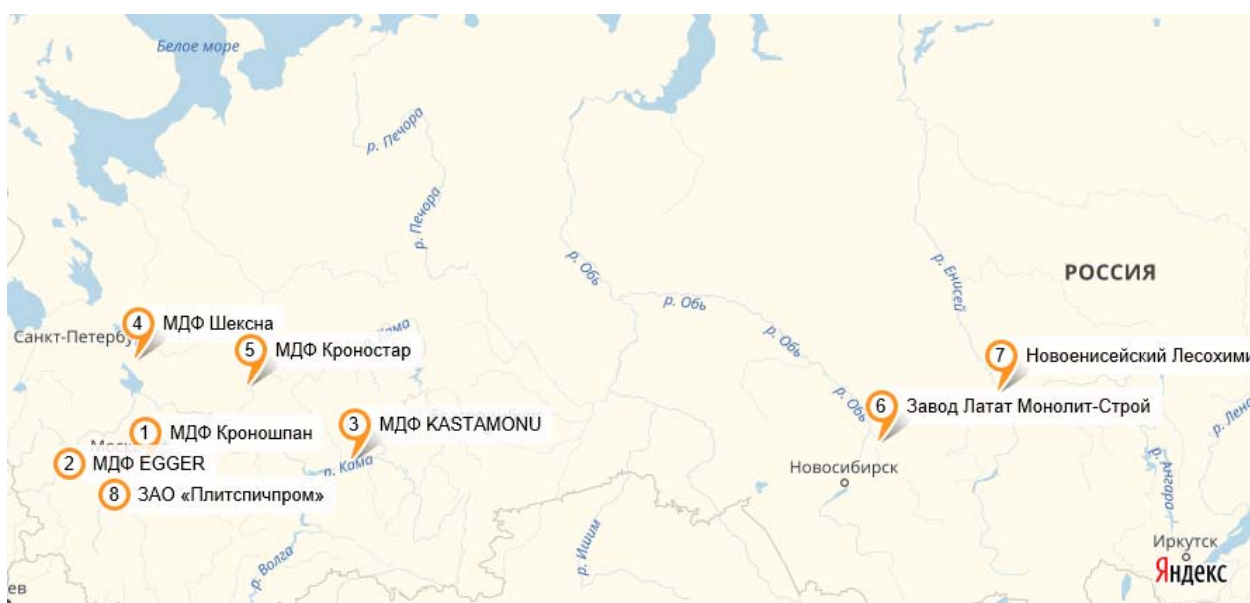 Белое море
р. Печора
р. Печора
р. Обь
р. Обь
р. Обь
р. Обь
р. Енисей
РОССИЯ
4 МДФ Шексна
Санкт-Петербу
5 МДФ Кроностар
7 Новоенисейский Лесохими
6 Завод Латат Монолит-Строй
3 МДФ KASTAMONU
1 МДФ Кроношпан
2 МДФ EGGER
р. Кама
8 ЗАО «Плитспичпром»
Новосибирск
р. Лена
р. Ангара
р. Ишим
р. Волга
Иркутск
Яндекс
ев